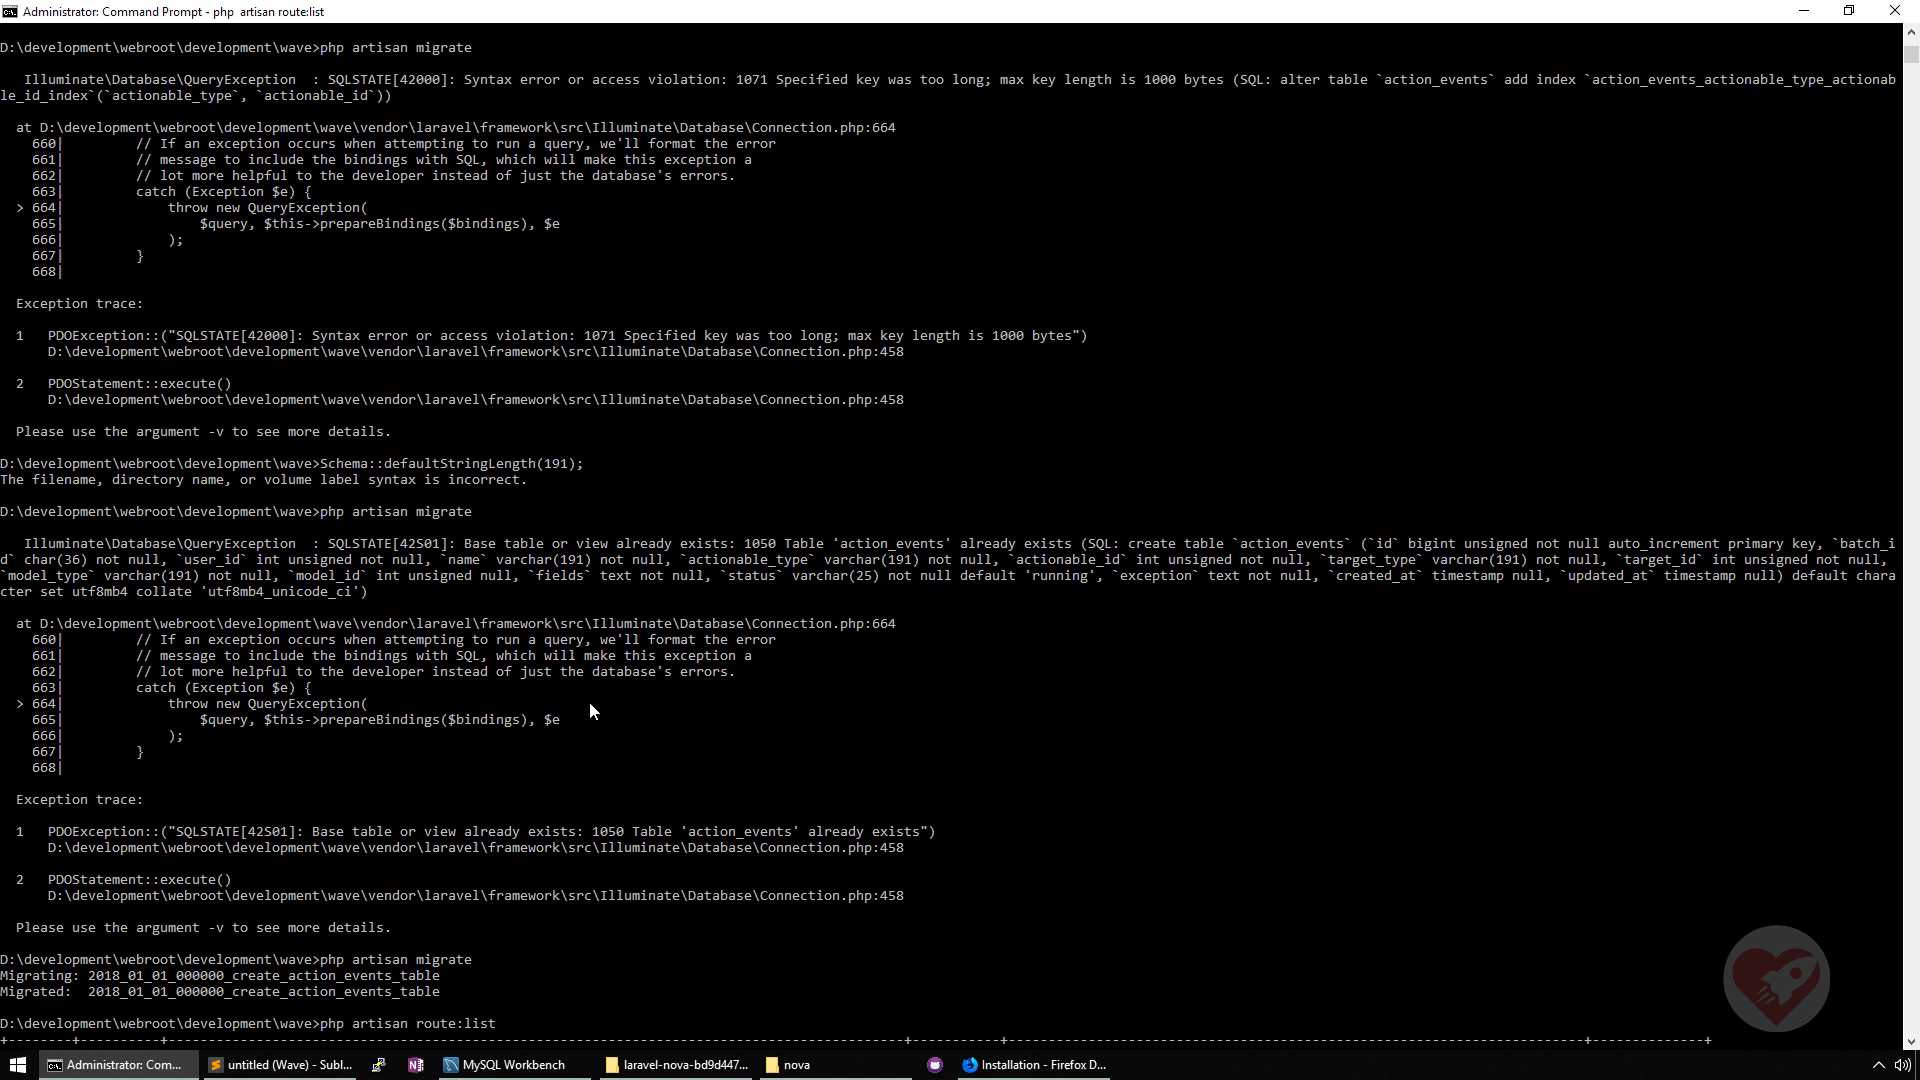 Administrator: Command Prompt - php  artisan route:list
D:\development\webroot\development\wave>php artisan migrate
Illuminate\Database\QueryException  : SQLSTATE[42000]: Syntax error or access violation: 1071 Specified key was too long; max key length is 1000 bytes (SQL: alter table `action_events` add index `action_events_actionable_type_actionab
le_id_index`(`actionable_type`, `actionable_id`))
at D:\development\webroot\development\wave\vendor\laravel\framework\src\Illuminate\Database\Connection.php:664
660|         // If an exception occurs when attempting to run a query, we'll format the error
661|         // message to include the bindings with SQL, which will make this exception a
662|         // lot more helpful to the developer instead of just the database's errors.
663|         catch (Exception $e) {
> 664|             throw new QueryException(
665|                 $query, $this->prepareBindings($bindings), $e
666|             );
667|         }
668|
Exception trace:
1   PDOException::("SQLSTATE[42000]: Syntax error or access violation: 1071 Specified key was too long; max key length is 1000 bytes")
D:\development\webroot\development\wave\vendor\laravel\framework\src\Illuminate\Database\Connection.php:458
2   PDOStatement::execute()
D:\development\webroot\development\wave\vendor\laravel\framework\src\Illuminate\Database\Connection.php:458
Please use the argument -v to see more details.
D:\development\webroot\development\wave>Schema::defaultStringLength(191);
The filename, directory name, or volume label syntax is incorrect.
D:\development\webroot\development\wave>php artisan migrate
Illuminate\Database\QueryException  : SQLSTATE[42S01]: Base table or view already exists: 1050 Table 'action_events' already exists (SQL: create table `action_events` (`id` bigint unsigned not null auto_increment primary key, `batch_i
d` char(36) not null, `user_id` int unsigned not null, `name` varchar(191) not null, `actionable_type` varchar(191) not null, `actionable_id` int unsigned not null, `target_type` varchar(191) not null, `target_id` int unsigned not null,
`model_type` varchar(191) not null, `model_id` int unsigned null, `fields` text not null, `status` varchar(25) not null default 'running', `exception` text not null, `created_at` timestamp null, `updated_at` timestamp null) default chara
cter set utf8mb4 collate 'utf8mb4_unicode_ci')
at D:\development\webroot\development\wave\vendor\laravel\framework\src\Illuminate\Database\Connection.php:664
660|         // If an exception occurs when attempting to run a query, we'll format the error
661|         // message to include the bindings with SQL, which will make this exception a
662|         // lot more helpful to the developer instead of just the database's errors.
663|         catch (Exception $e) {
> 664|             throw new QueryException(
665|                 $query, $this->prepareBindings($bindings), $e
666|             );
667|         }
668|
Exception trace:
1   PDOException::("SQLSTATE[42S01]: Base table or view already exists: 1050 Table 'action_events' already exists")
D:\development\webroot\development\wave\vendor\laravel\framework\src\Illuminate\Database\Connection.php:458
2   PDOStatement::execute()
D:\development\webroot\development\wave\vendor\laravel\framework\src\Illuminate\Database\Connection.php:458
Please use the argument -v to see more details.
D:\development\webroot\development\wave>php artisan migrate
Migrating: 2018_01_01_000000_create_action_events_table
Migrated:  2018_01_01_000000_create_action_events_table
D:\development\webroot\development\wave>php artisan route:list
Administrator: Com... untitled (Wave) - Subl... MySQL Workbench laravel-nova-bd9d447... nova Installation - Firefox D...